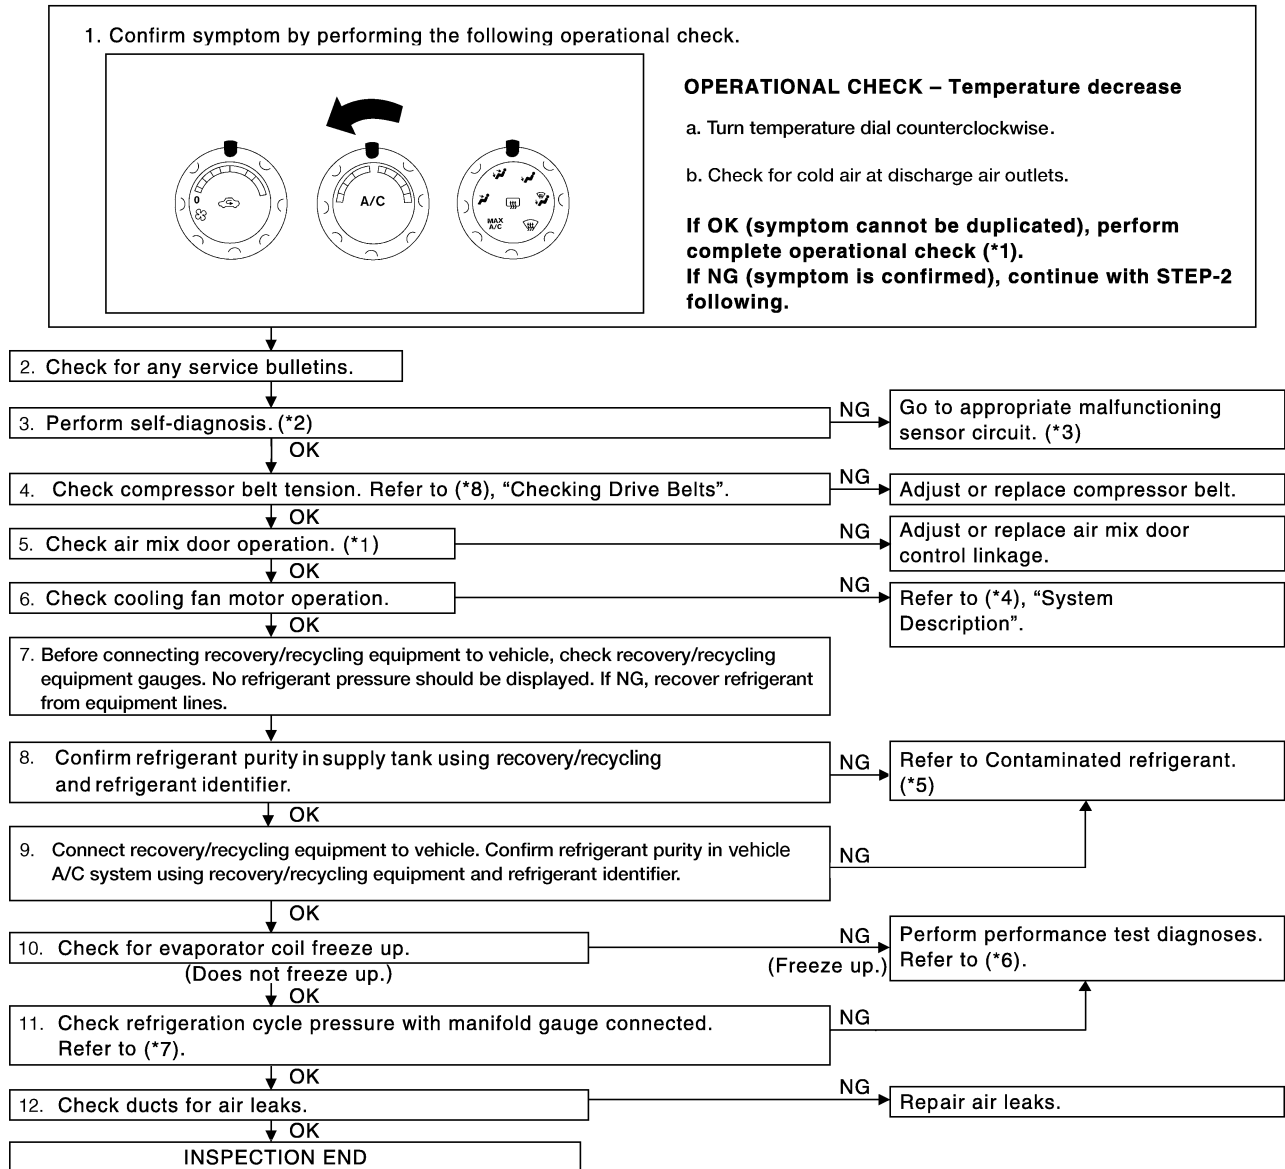 1. Confirm symptom by performing the following operational check.
0
A/C
MAX
A/C
OPERATIONAL CHECK – Temperature decrease
a. Turn temperature dial counterclockwise.
b. Check for cold air at discharge air outlets.
If OK (symptom cannot be duplicated), perform
complete operational check (*1).
If NG (symptom is confirmed), continue with STEP-2
following.
2. Check for any service bulletins.
3. Perform self-diagnosis. (*2)
NG
Go to appropriate malfunctioning
sensor circuit. (*3)
OK
4. Check compressor belt tension. Refer to (*8), “Checking Drive Belts”.
NG
Adjust or replace compressor belt.
OK
5. Check air mix door operation. (*1)
NG
Adjust or replace air mix door
control linkage.
OK
6. Check cooling fan motor operation.
NG
Refer to (*4), “System
Description”.
OK
7. Before connecting recovery/recycling equipment to vehicle, check recovery/recycling
equipment gauges. No refrigerant pressure should be displayed. If NG, recover refrigerant
from equipment lines.
8. Confirm refrigerant purity in supply tank using recovery/recycling
and refrigerant identifier.
NG
Refer to Contaminated refrigerant.
(*5)
OK
9. Connect recovery/recycling equipment to vehicle. Confirm refrigerant purity in vehicle
A/C system using recovery/recycling equipment and refrigerant identifier.
NG
OK
10. Check for evaporator coil freeze up.
(Does not freeze up.)
NG
(Freeze up.)
Perform performance test diagnoses.
Refer to (*6).
OK
11. Check refrigeration cycle pressure with manifold gauge connected.
Refer to (*7).
NG
OK
12. Check ducts for air leaks.
NG
Repair air leaks.
OK
INSPECTION END